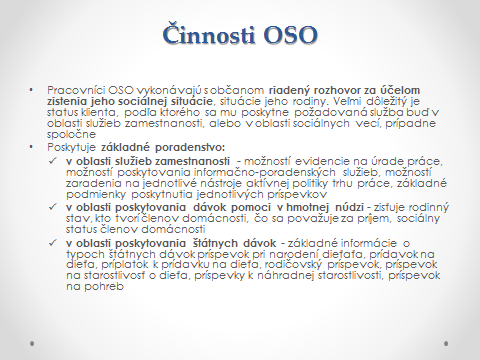 Činnosti OSO
• Pracovníci OSO vykonávajú s občanom riadený rozhovor za účelom
zistenia jeho sociálnej situácie, situácie jeho rodiny. Veľmi dôležitý je
status klienta, podľa ktorého sa mu poskytne požadovaná služba buď v
oblasti služieb zamestnanosti, alebo v oblasti sociálnych vecí, prípadne
spoločne
• Poskytuje základné poradenstvo:
✓ v oblasti služieb zamestnanosti - možností evidencie na úrade práce,
možností poskytovania informačno-poradenských služieb, možností
zaradenia na jednotlivé nástroje aktívnej politiky trhu práce, základné
podmienky poskytnutia jednotlivých príspevkov
✓ v oblasti poskytovania dávok pomoci v hmotnej núdzi - zisťuje rodinný
stav, kto tvorí členov domácnosti, čo sa považuje za príjem, sociálny
status členov domácnosti
✓ v oblasti poskytovania štátnych dávok - základné informácie o
typoch štátnych dávok príspevok pri narodení dieťaťa, prídavok na
dieťa, príplatok k prídavku na dieťa, rodičovský príspevok, príspevok
na starostlivosť o dieťa, príspevky k náhradnej starostlivosti, príspevok
na pohreb